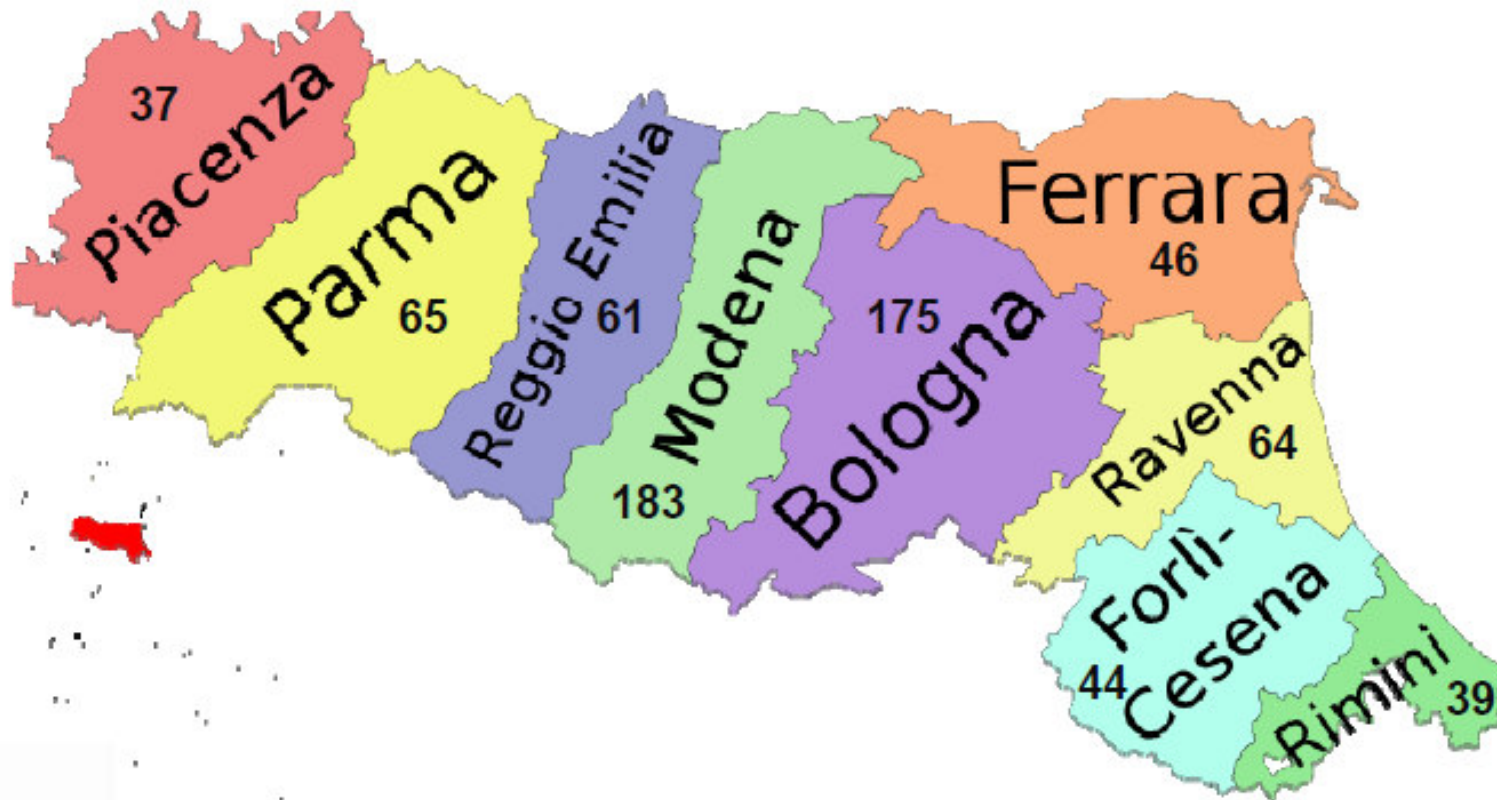 37
Piacenza
Parma
65
Reggio Emilia
61
Modena
183
175
Bologna
Ferrara
46
Ravenna
64
Forlì-
Cesena
44
Rimini
39